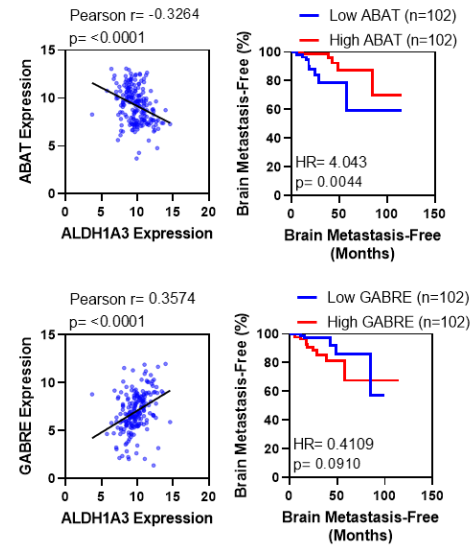 Pearson r= -0.3264
p= <0.0001
ABAT Expression
15
10
5
0
0 5 10 15 20
ALDH1A3 Expression
Low ABAT (n=102)
High ABAT (n=102)
Brain Metastasis-Free (%)
100
80
60
40
20
0
HR= 4.043
p= 0.0044
0 50 100 150
Brain Metastasis-Free
(Months)
Pearson r= 0.3574
p= <0.0001
GABRE Expression
15
10
5
0
0 5 10 15 20
ALDH1A3 Expression
Low GABRE (n=102)
High GABRE (n=102)
Brain Metastasis-Free (%)
100
80
60
40
20
0
HR= 0.4109
p= 0.0910
0 50 100 150
Brain Metastasis-Free
(Months)